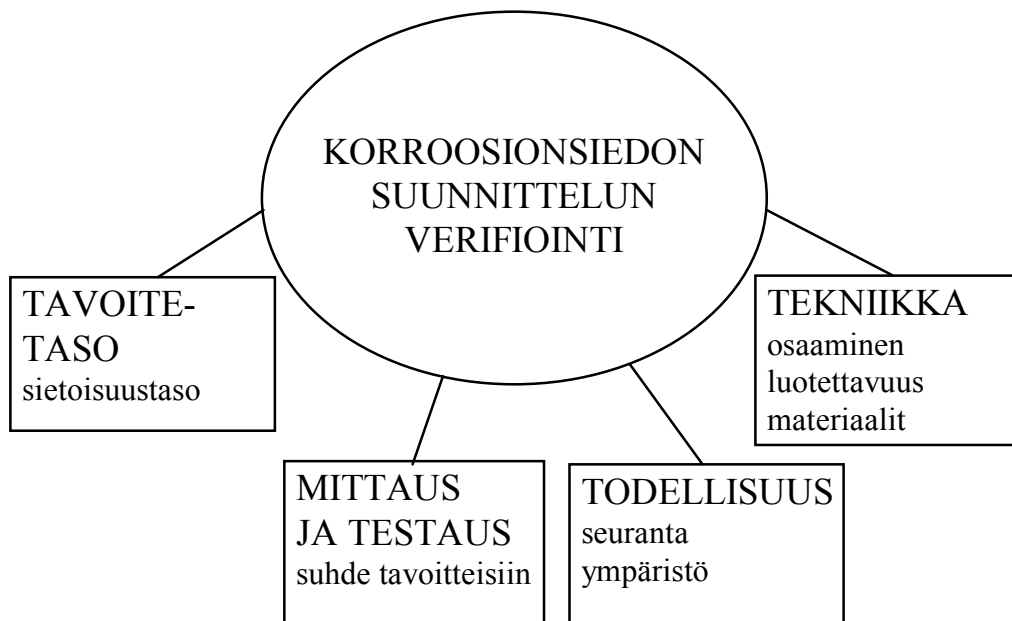 KORROOSIONSIEDON
SUUNNITTELUN
VERIFIOINTI
TAVOITE-
TASO
sietoisuustaso
MITTAUS
JA TESTAUS
suhde tavoitteisiin
TODELLISUUS
seuranta
ympäristö
TEKNIIKKA
osaaminen
luotettavuus
materiaalit